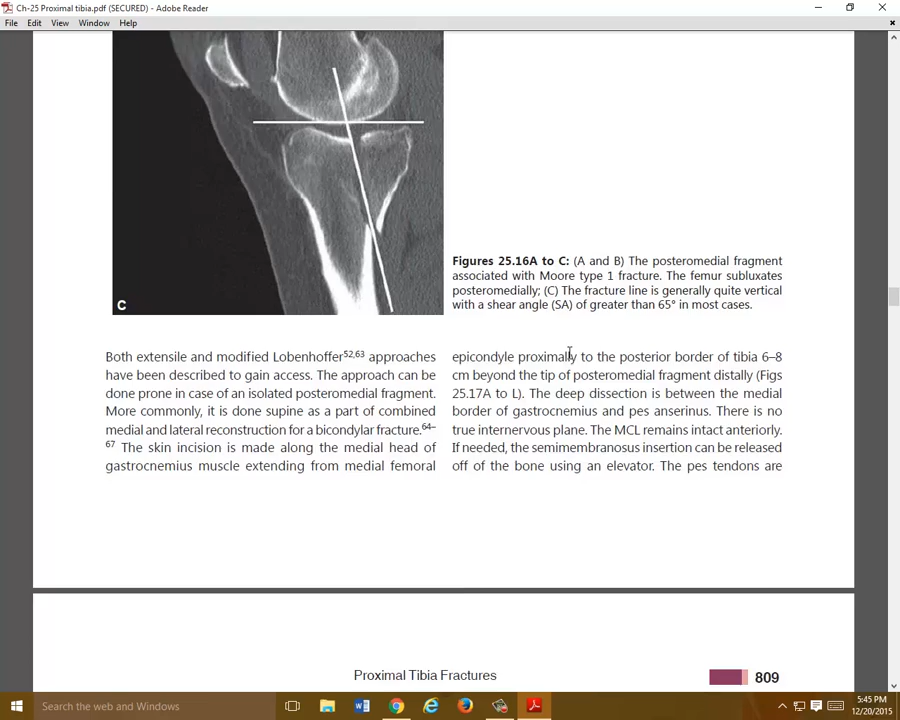 Ch-25 Proximal tibia.pdf (SECURED) - Adobe Reader
File Edit View Window Help
C
Figures 25.16A to C: (A and B) The posteromedial fragment
associated with Moore type 1 fracture. The femur subluxates
posteromedially; (C) The fracture line is generally quite vertical
with a shear angle (SA) of greater than 65° in most cases.
Both extensile and modified Lobenhoffer52,63 approaches
have been described to gain access. The approach can be
done prone in case of an isolated posteromedial fragment.
More commonly, it is done supine as a part of combined
medial and lateral reconstruction for a bicondylar fracture.64–
67 The skin incision is made along the medial head of
gastrocnemius muscle extending from medial femoral
epicondyle proximally to the posterior border of tibia 6–8
cm beyond the tip of posteromedial fragment distally (Figs
25.17A to L). The deep dissection is between the medial
border of gastrocnemius and pes anserinus. There is no
true internervous plane. The MCL remains intact anteriorly.
If needed, the semimembranosus insertion can be released
off of the bone using an elevator. The pes tendons are
Proximal Tibia Fractures
809
Search the web and Windows
5:45 PM
12/20/2015